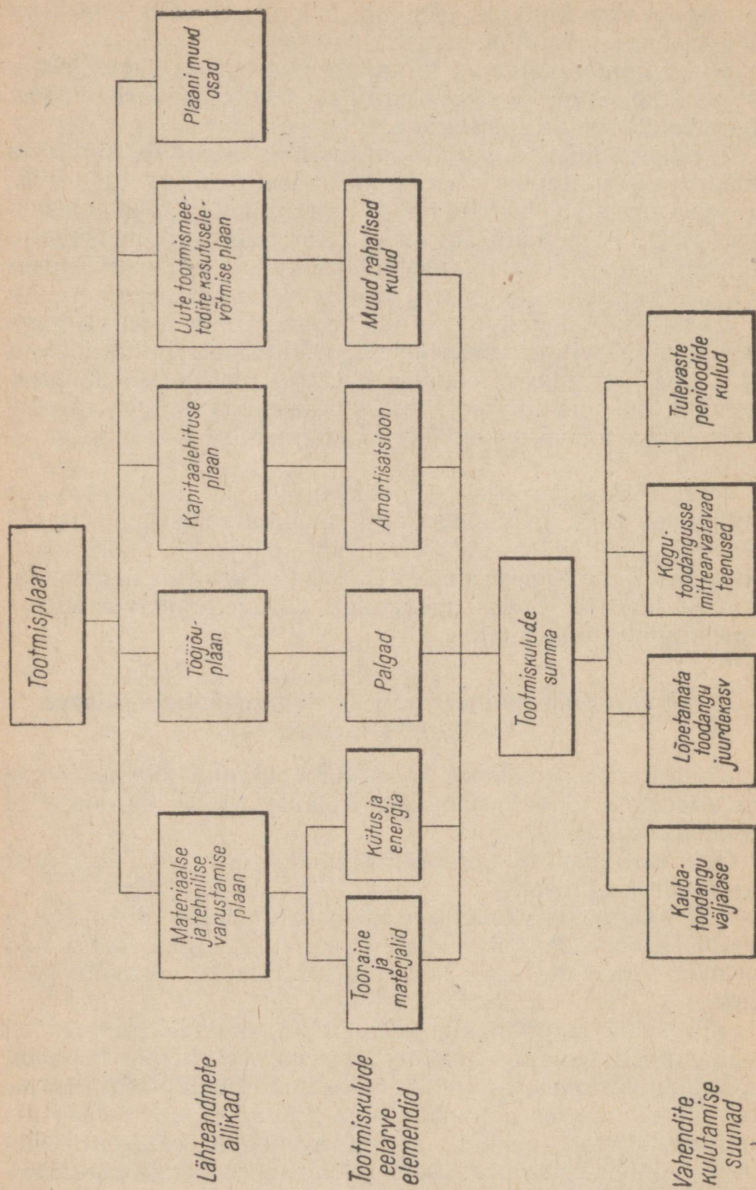 Tootmisplaan
Lähteandmete
allikad
Materiaalse
ja tehnilise
varustamise
plaan
Tööjõu-
plaan
Kapitaalehituse
plaan
Uute tootmismee-
todite kasutusele-
võtmise plaan
Plaani muud
osad
Tootmiskulude
eelarve
elemendid
Tooraine
ja
materjalid
Kütus ja
energia
Palgad
Amortisatsioon
Muud rahalised
kulud
Tootmiskulude
summa
Vahendite
kulutamise
suunad
Kauba-
toodangu
väljalase
Lõpetamata
toodangu
juurdekasv
Kogu-
toodangusse
mittearvatavad
teenused
Tulevaste
perioodide
kulud